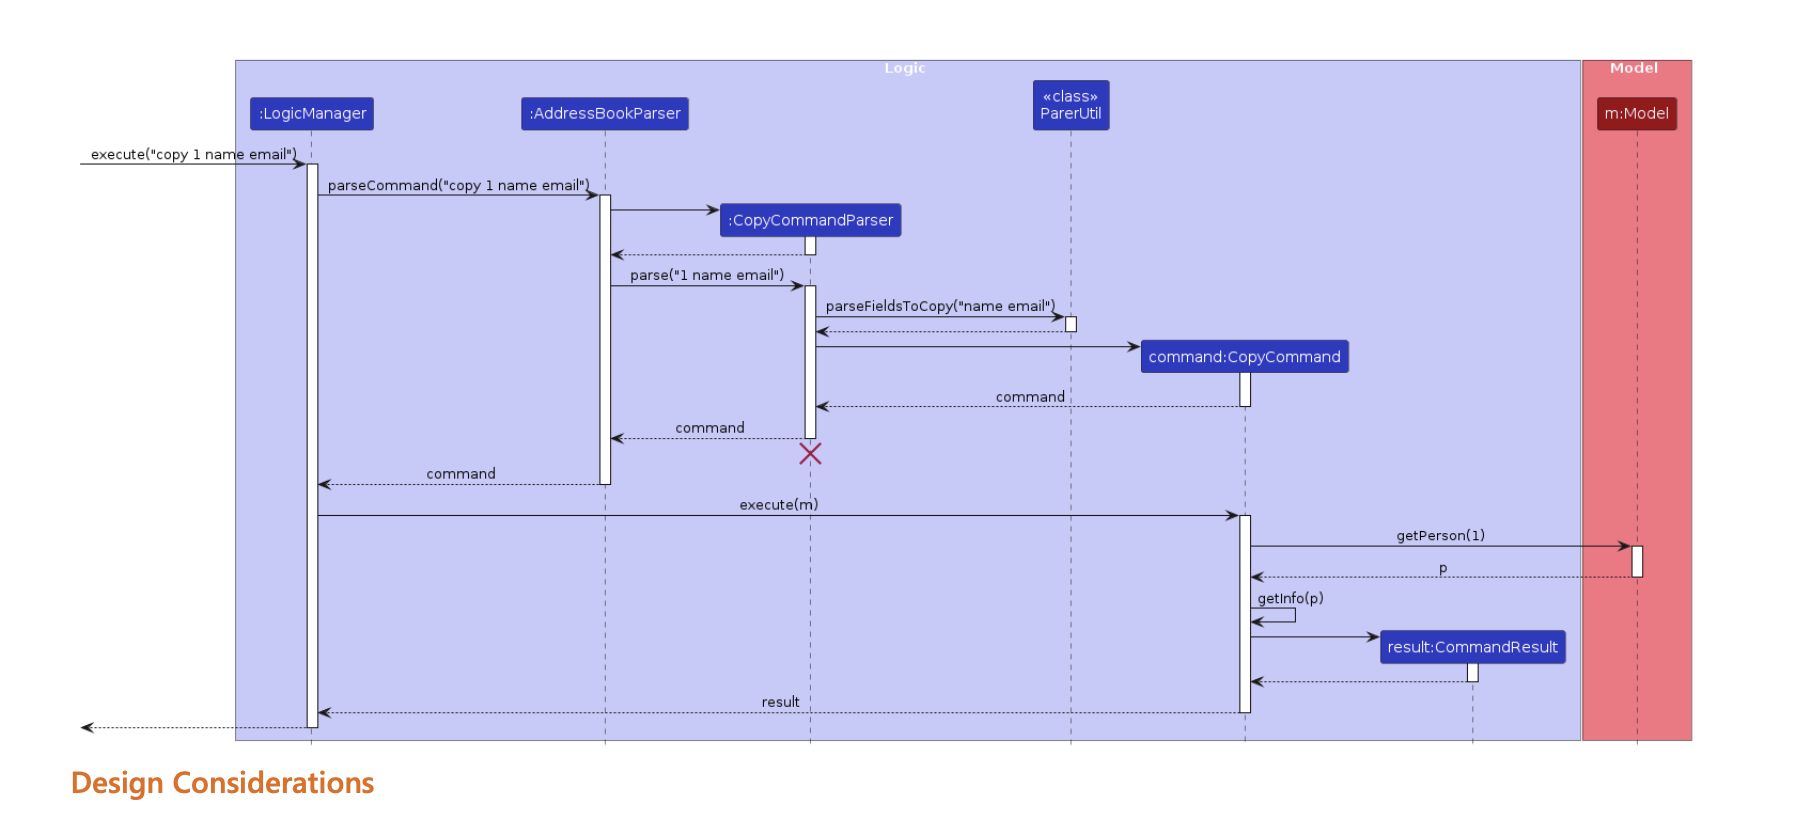 Logic
Model
«class»
ParerUtil
:LogicManager
:AddressBookParser
m:Model
execute("copy 1 name email")
parseCommand("copy 1 name email")
:CopyCommandParser
parse("1 name email")
parseFieldsToCopy("name email")
command:CopyCommand
command
command
command
execute(m)
getPerson(1)
p
getInfo(p)
result:CommandResult
result
Design Considerations